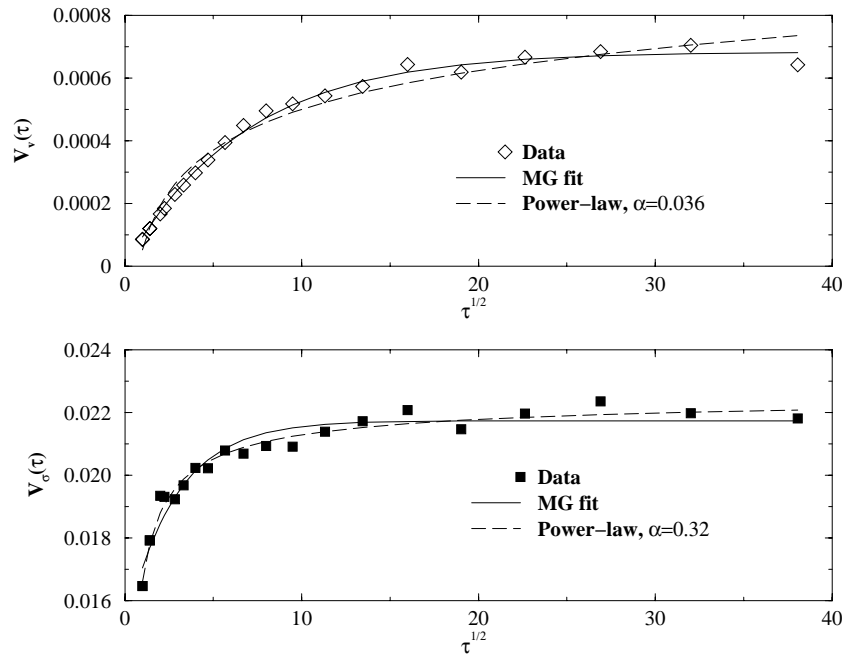 0.0008
0.0006
0.0004
0.0002
0
V_v(τ)
Data
MG fit
Power−law, α=0.036
0 10 20 30 40
τ^{1/2}
0.024
0.022
0.020
0.018
0.016
V_σ(τ)
Data
MG fit
Power−law, α=0.32
0 10 20 30 40
τ^{1/2}